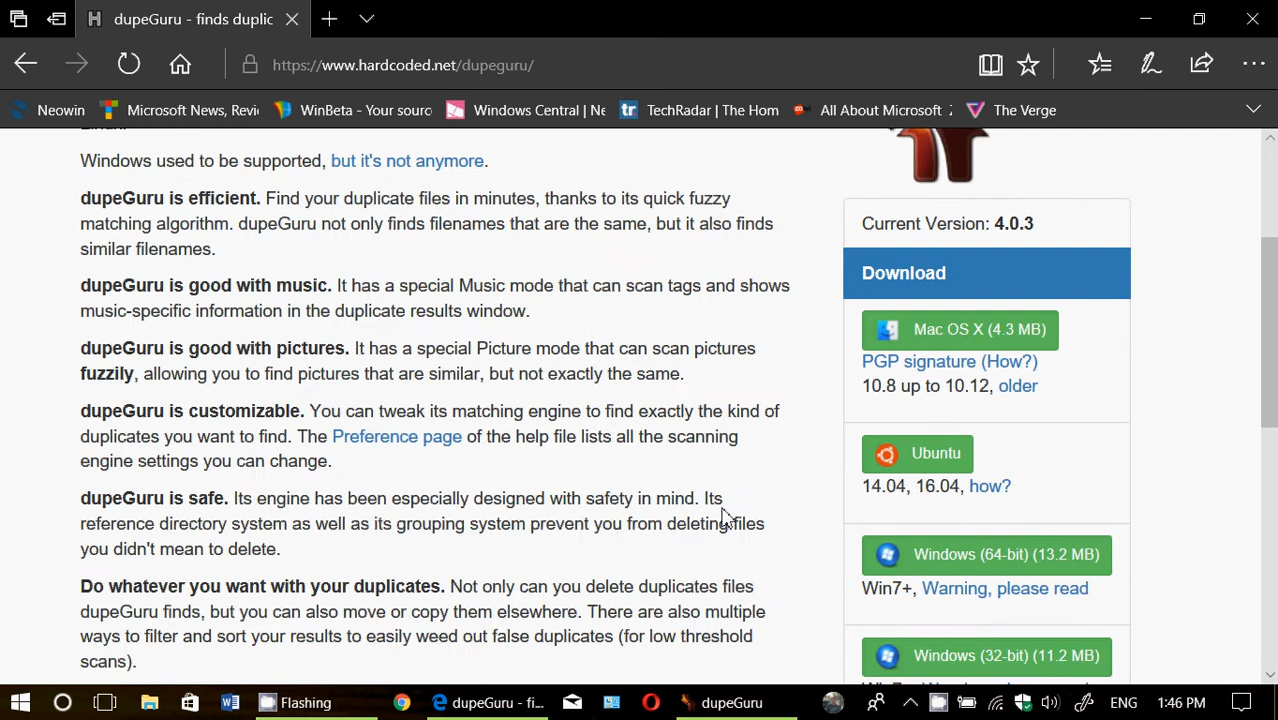 dupeGuru - finds duplic
https://www.hardcoded.net/dupeguru/
Neowin
Microsoft News, Revi
WinBeta - Your sourc
Windows Central | Ne
TechRadar | The Hom
All About Microsoft
The Verge
Windows used to be supported, but it's not anymore.
dupeGuru is efficient. Find your duplicate files in minutes, thanks to its quick fuzzy
matching algorithm. dupeGuru not only finds filenames that are the same, but it also finds
similar filenames.
dupeGuru is good with music. It has a special Music mode that can scan tags and shows
music-specific information in the duplicate results window.
dupeGuru is good with pictures. It has a special Picture mode that can scan pictures
fuzzily, allowing you to find pictures that are similar, but not exactly the same.
dupeGuru is customizable. You can tweak its matching engine to find exactly the kind of
duplicates you want to find. The Preference page of the help file lists all the scanning
engine settings you can change.
dupeGuru is safe. Its engine has been especially designed with safety in mind. Its
reference directory system as well as its grouping system prevent you from deleting files
you didn't mean to delete.
Do whatever you want with your duplicates. Not only can you delete duplicates files
dupeGuru finds, but you can also move or copy them elsewhere. There are also multiple
ways to filter and sort your results to easily weed out false duplicates (for low threshold
scans).
Current Version: 4.0.3
Download
Mac OS X (4.3 MB)
PGP signature (How?)
10.8 up to 10.12, older
Ubuntu
14.04, 16.04, how?
Windows (64-bit) (13.2 MB)
Win7+, Warning, please read
Windows (32-bit) (11.2 MB)
Flashing
dupeGuru - fi...
dupeGuru
ENG
1:46 PM